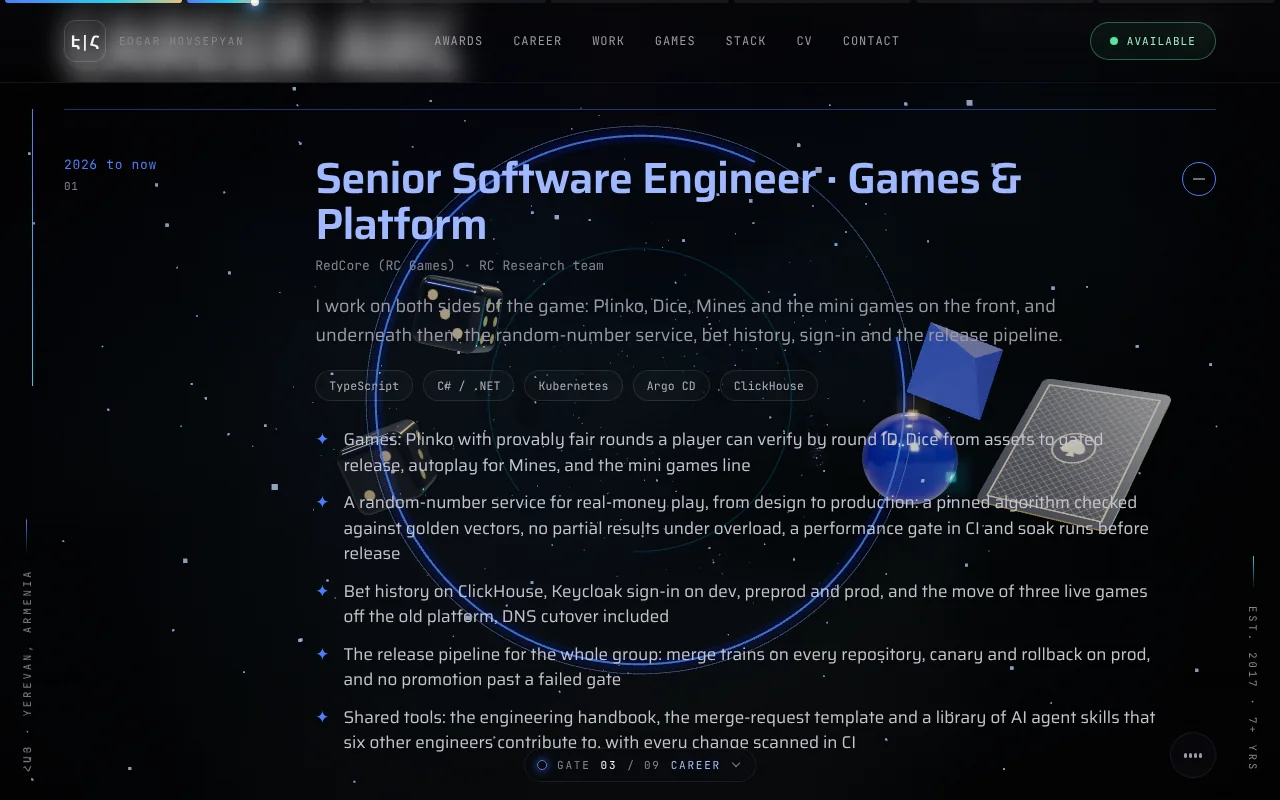 EDGAR HOVSEPYAN
AWARDS
CAREER
WORK
GAMES
STACK
CV
CONTACT
AVAILABLE
2026 to now
01
Senior Software Engineer · Games &
Platform
RedCore (RC Games) · RC Research team
I work on both sides of the game: Plinko, Dice, Mines and the mini games on the front, and
underneath them the random-number service, bet history, sign-in and the release pipeline.
TypeScript
C# / .NET
Kubernetes
Argo CD
ClickHouse
✦ Games: Plinko with provably fair rounds a player can verify by round ID, Dice from assets to gated
release, autoplay for Mines, and the mini games line
✦ A random-number service for real-money play, from design to production: a pinned algorithm checked
against golden vectors, no partial results under overload, a performance gate in CI and soak runs before
release
✦ Bet history on ClickHouse, Keycloak sign-in on dev, preprod and prod, and the move of three live games
off the old platform, DNS cutover included
✦ The release pipeline for the whole group: merge trains on every repository, canary and rollback on prod,
and no promotion past a failed gate
✦ Shared tools: the engineering handbook, the merge-request template and a library of AI agent skills that
six other engineers contribute to, with every change scanned in CI
GATE 03 / 09 CAREER
· YEREVAN, ARMENIA
EST. 2017 · 7+ YRS